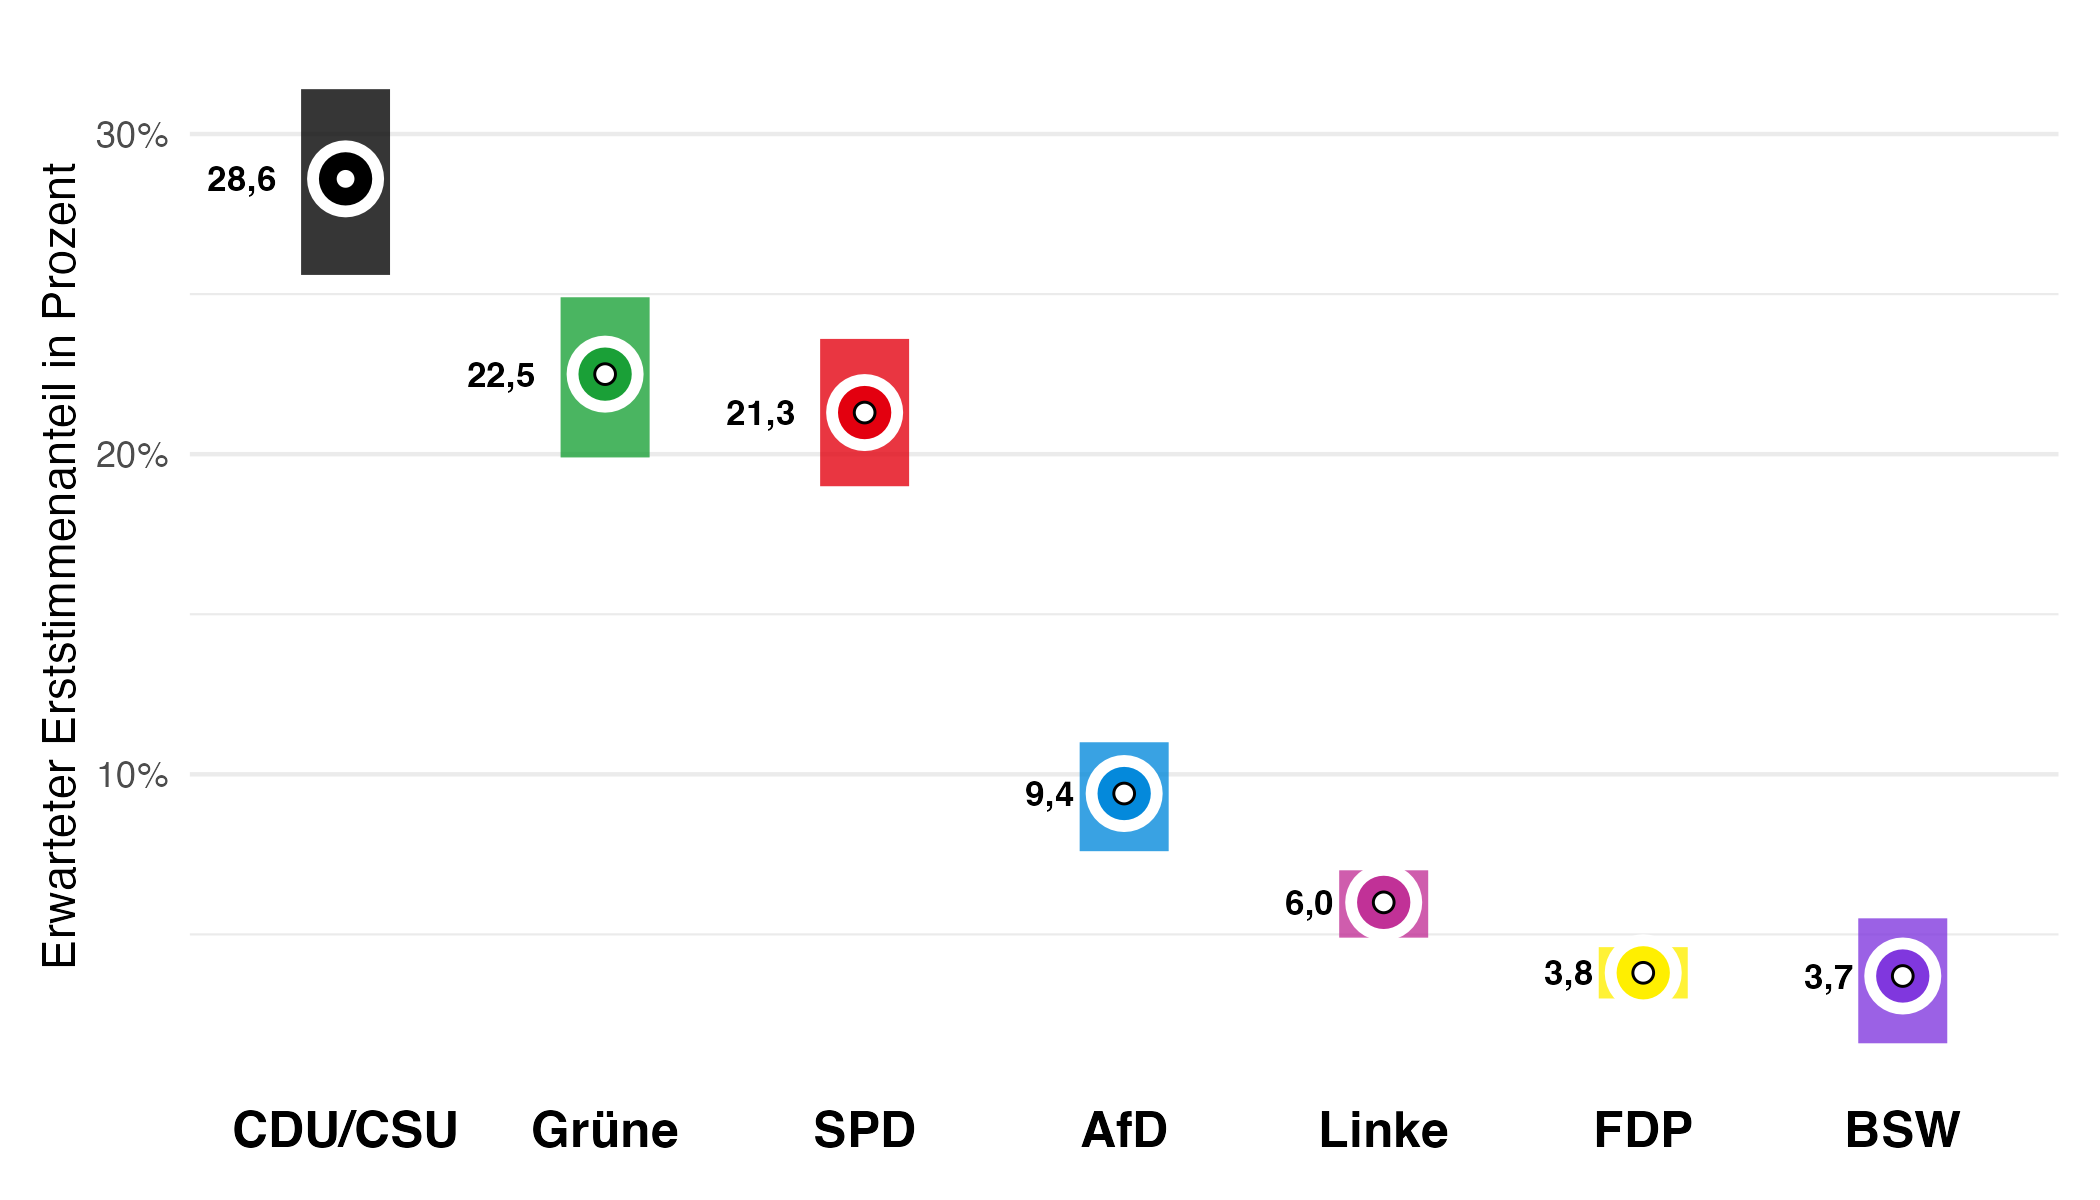 Erwarteter Erststimmenanteil in Prozent
30%
20%
10%
28,6
22,5
21,3
9,4
6,0
3,8
3,7
CDU/CSU
Grüne
SPD
AfD
Linke
FDP
BSW